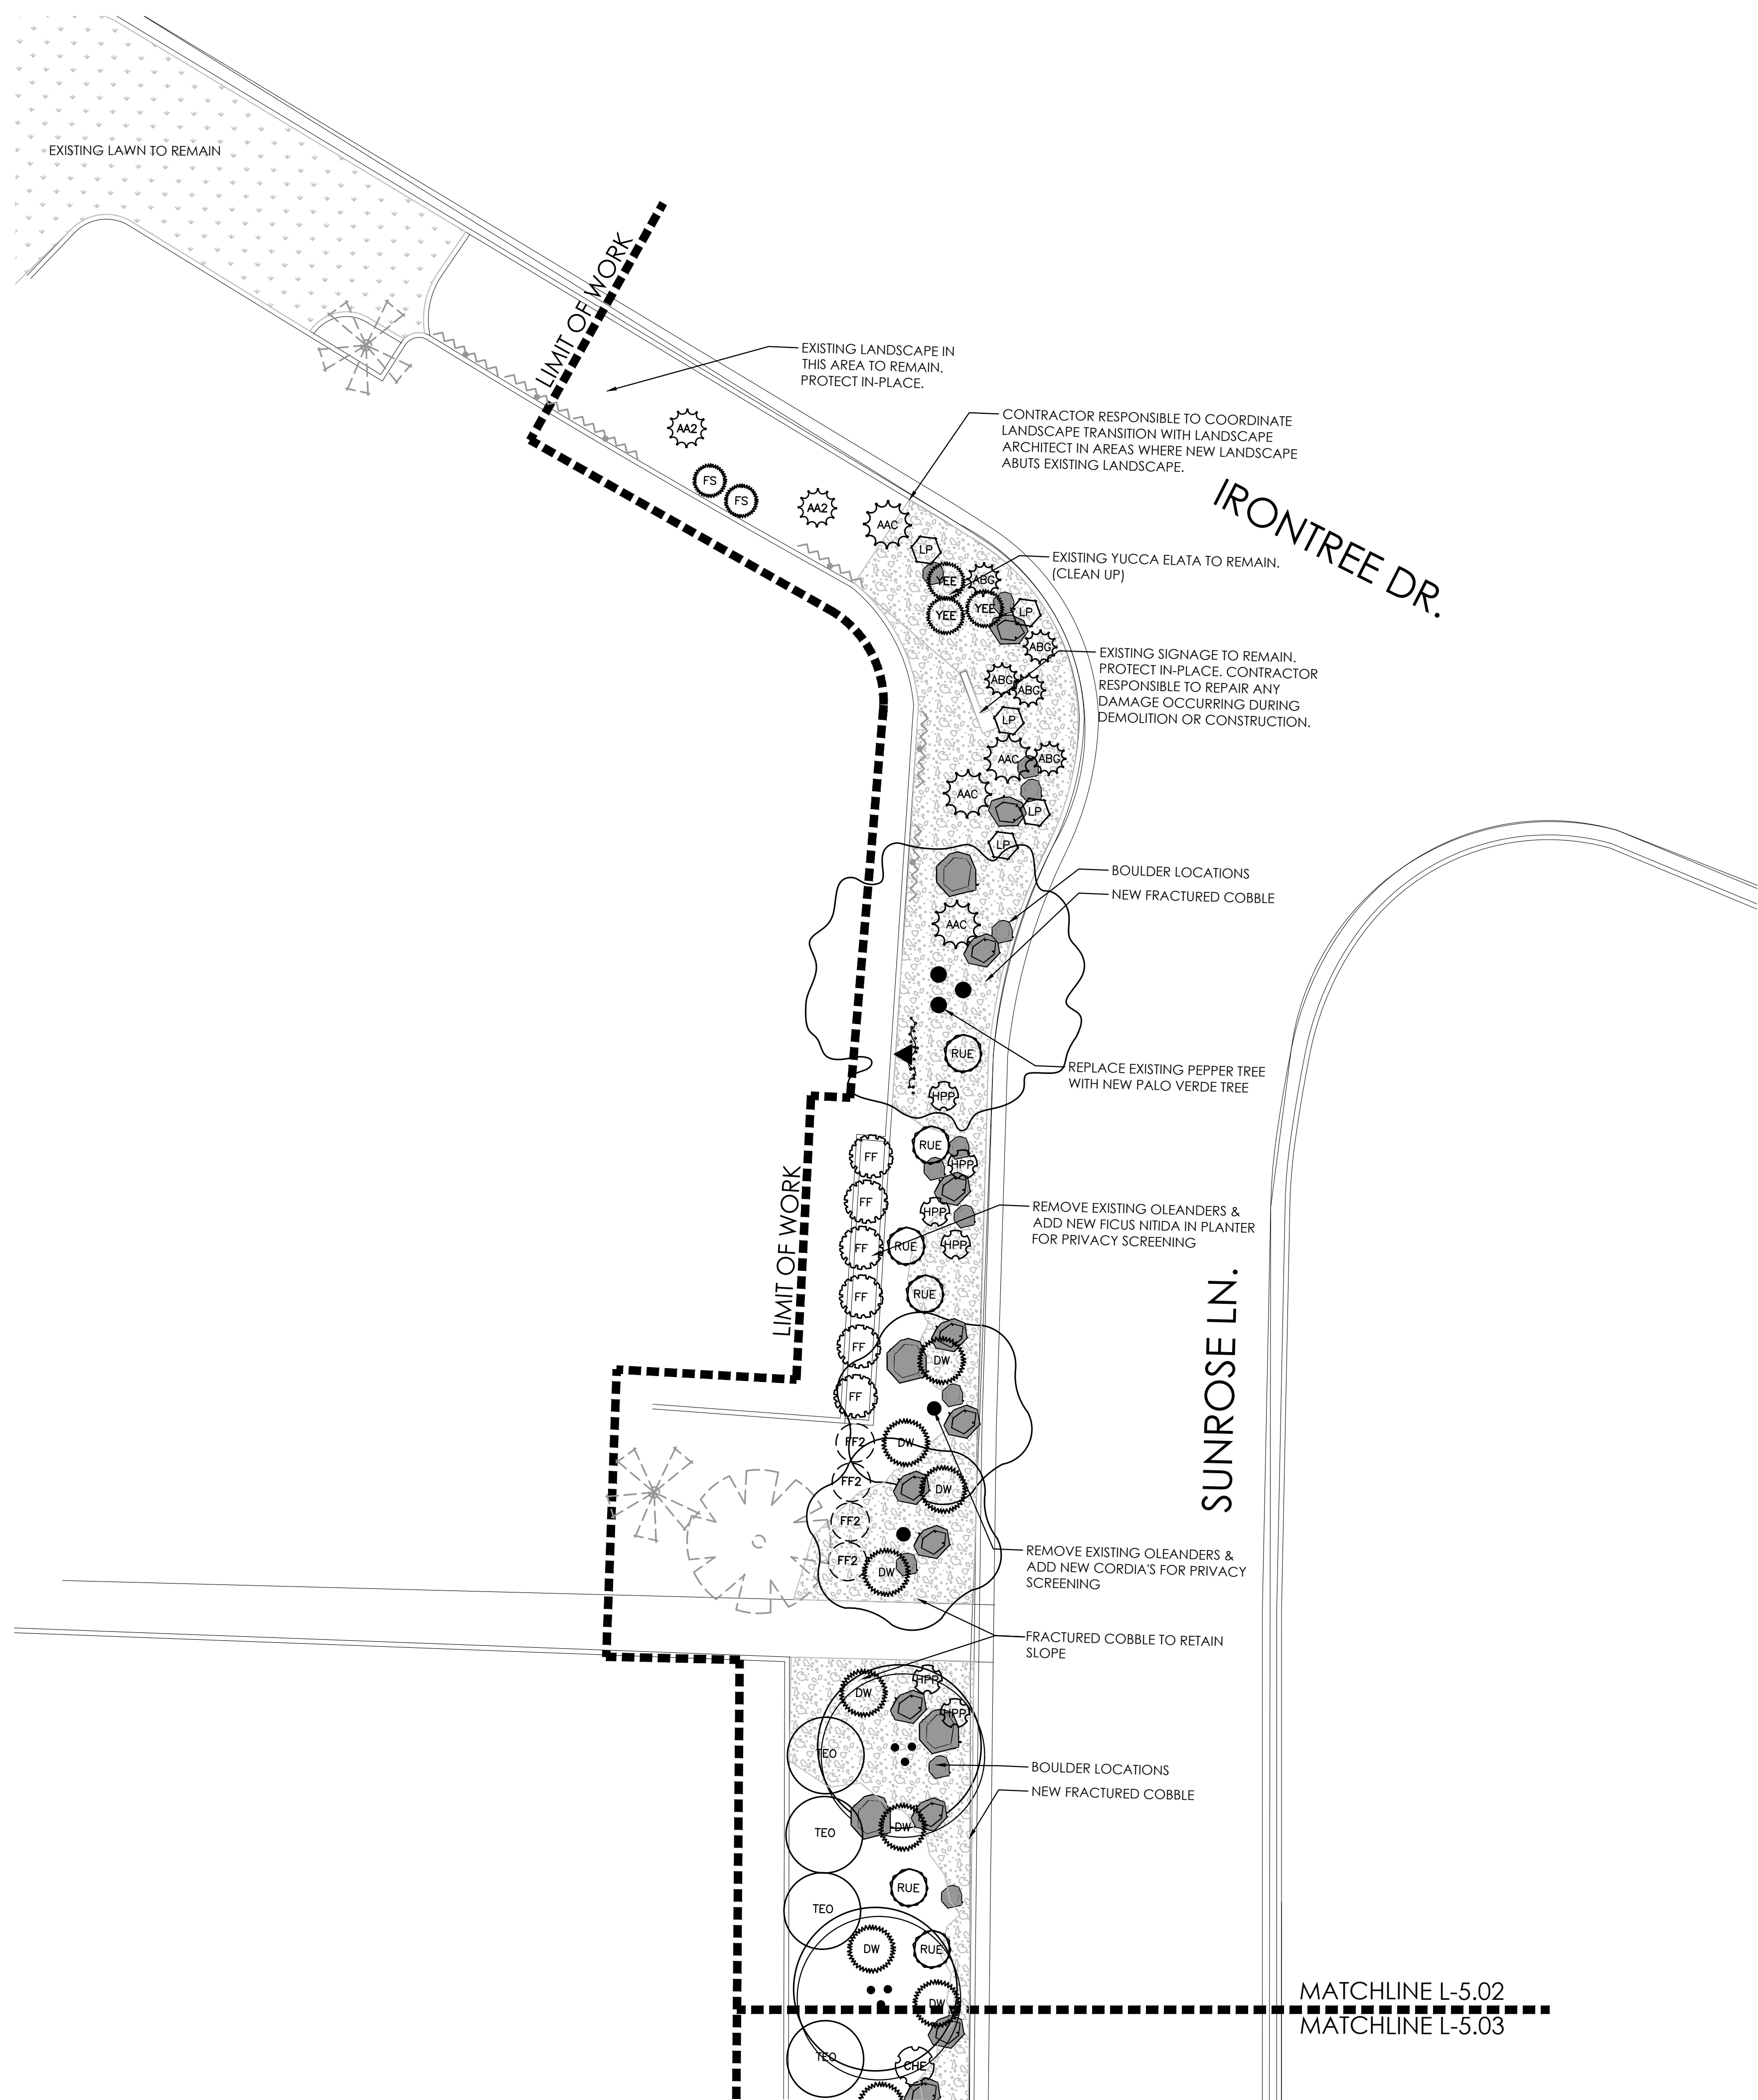 EXISTING LAWN TO REMAIN
LIMIT OF WORK
EXISTING LANDSCAPE IN
THIS AREA TO REMAIN.
PROTECT IN-PLACE.
CONTRACTOR RESPONSIBLE TO COORDINATE
LANDSCAPE TRANSITION WITH LANDSCAPE
ARCHITECT IN AREAS WHERE NEW LANDSCAPE
ABUTS EXISTING LANDSCAPE.
IRONTREE DR.
AA2
FS
FS
AA2
AAC
LP
EXISTING YUCCA ELATA TO REMAIN.
(CLEAN UP)
YEE
ABG
YEE
YEE
LP
ABG
EXISTING SIGNAGE TO REMAIN.
PROTECT IN-PLACE. CONTRACTOR
RESPONSIBLE TO REPAIR ANY
DAMAGE OCCURRING DURING
DEMOLITION OR CONSTRUCTION.
ABG
ABG
LP
AAC
ABG
AAC
LP
LP
BOULDER LOCATIONS
NEW FRACTURED COBBLE
AAC
RUE
REPLACE EXISTING PEPPER TREE
WITH NEW PALO VERDE TREE
HPP
RUE
FF
HPP
LIMIT OF WORK
FF
HPP
REMOVE EXISTING OLEANDERS &
ADD NEW FICUS NITIDA IN PLANTER
FOR PRIVACY SCREENING
FF
RUE
HPP
FF
RUE
SUNROSE LN.
FF
DW
FF
FF2
DW
FF2
DW
FF2
REMOVE EXISTING OLEANDERS &
ADD NEW CORDIA'S FOR PRIVACY
SCREENING
FF2
DW
FRACTURED COBBLE TO RETAIN
SLOPE
HPP
DW
HPP
TEO
BOULDER LOCATIONS
NEW FRACTURED COBBLE
TEO
DW
RUE
TEO
DW
RUE
DW
MATCHLINE L-5.02
MATCHLINE L-5.03
TEO
CHE